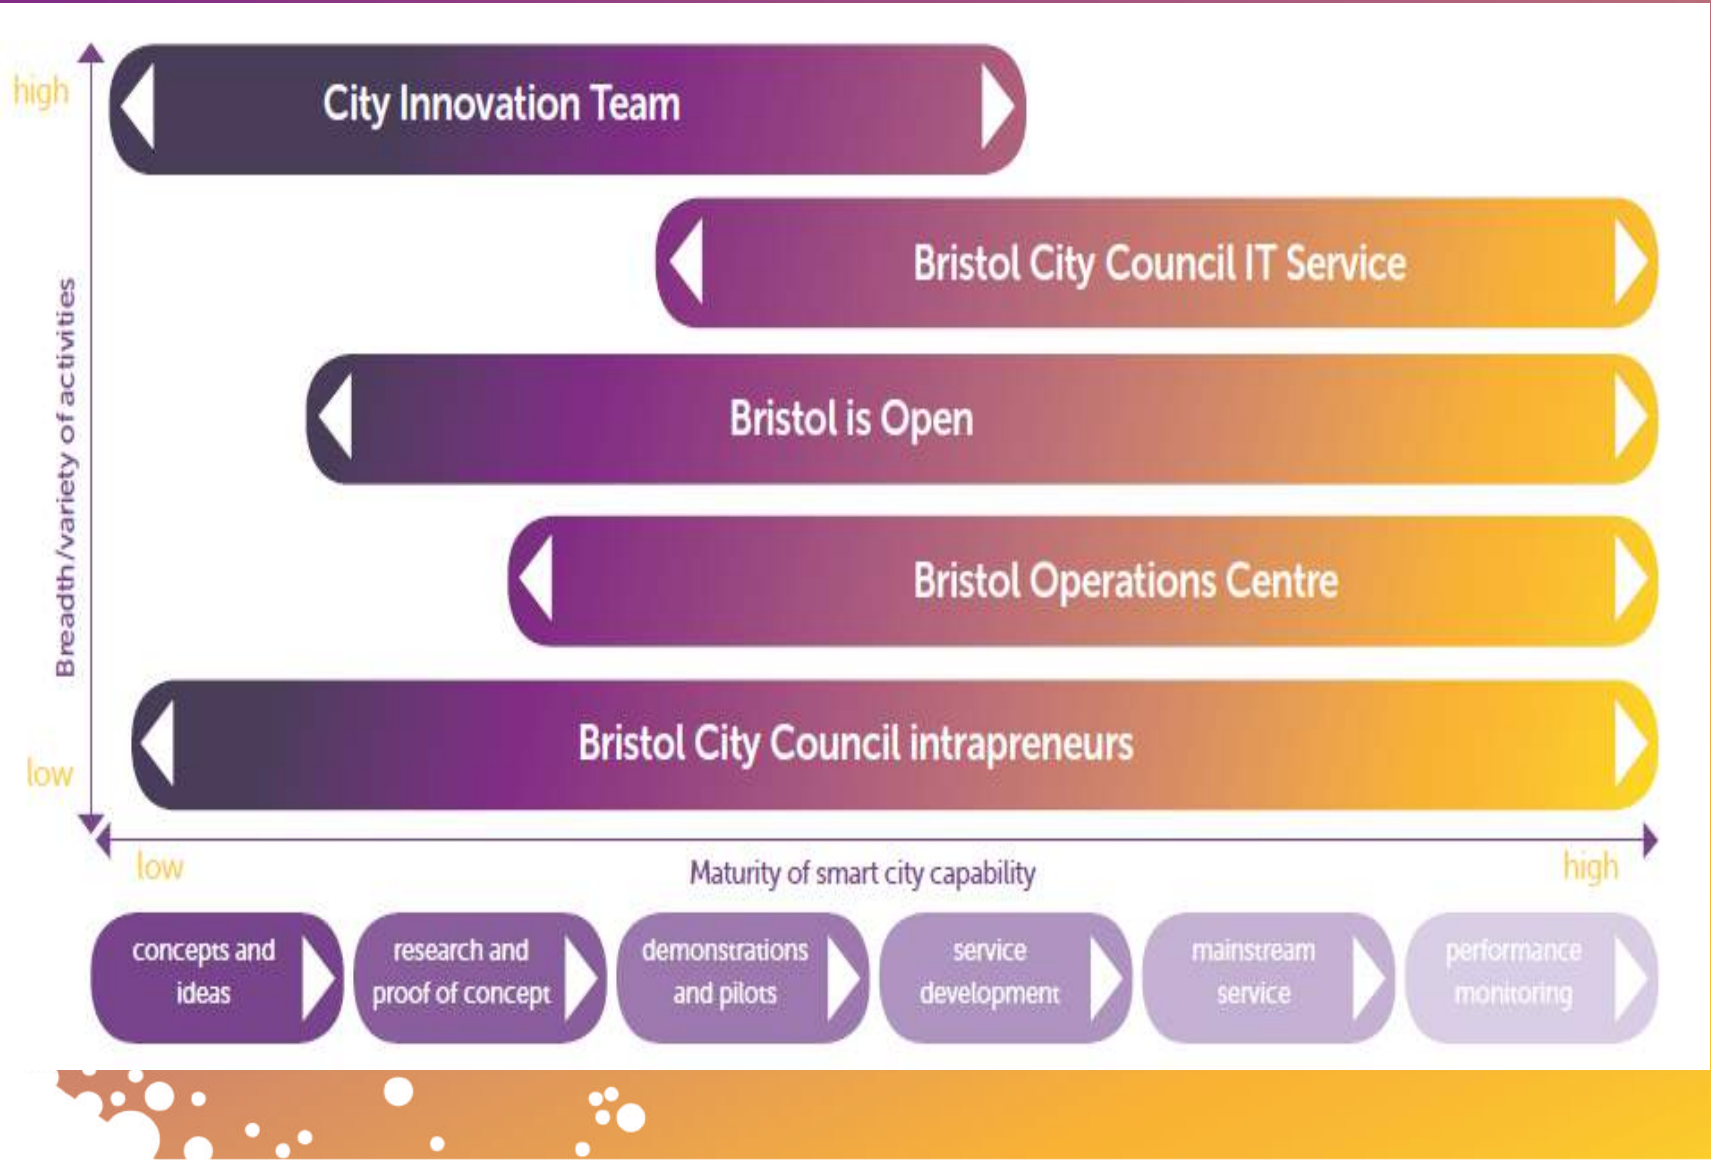 high
City Innovation Team
Bristol City Council IT Service
Bristol is Open
Bristol Operations Centre
Bristol City Council intrapreneurs
Breadth/variety of activities
low
low
Maturity of smart city capability
high
concepts and
ideas
research and
proof of concept
demonstrations
and pilots
service
development
mainstream
service
performance
monitoring